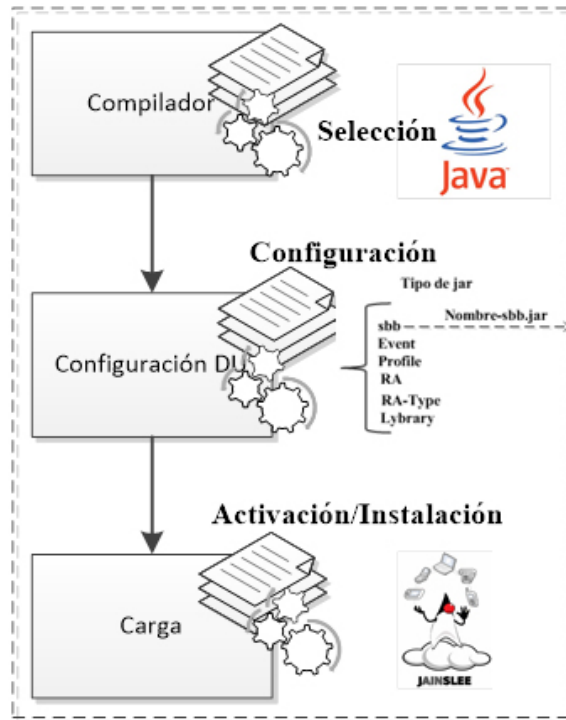 Compilador
Selección
Java
Configuración
Tipo de jar
Nombre-sbb.jar
sbb
Event
Profile
RA
RA-Type
Lybrary
Configuración DU
Activación/Instalación
Carga
JAINSLEE